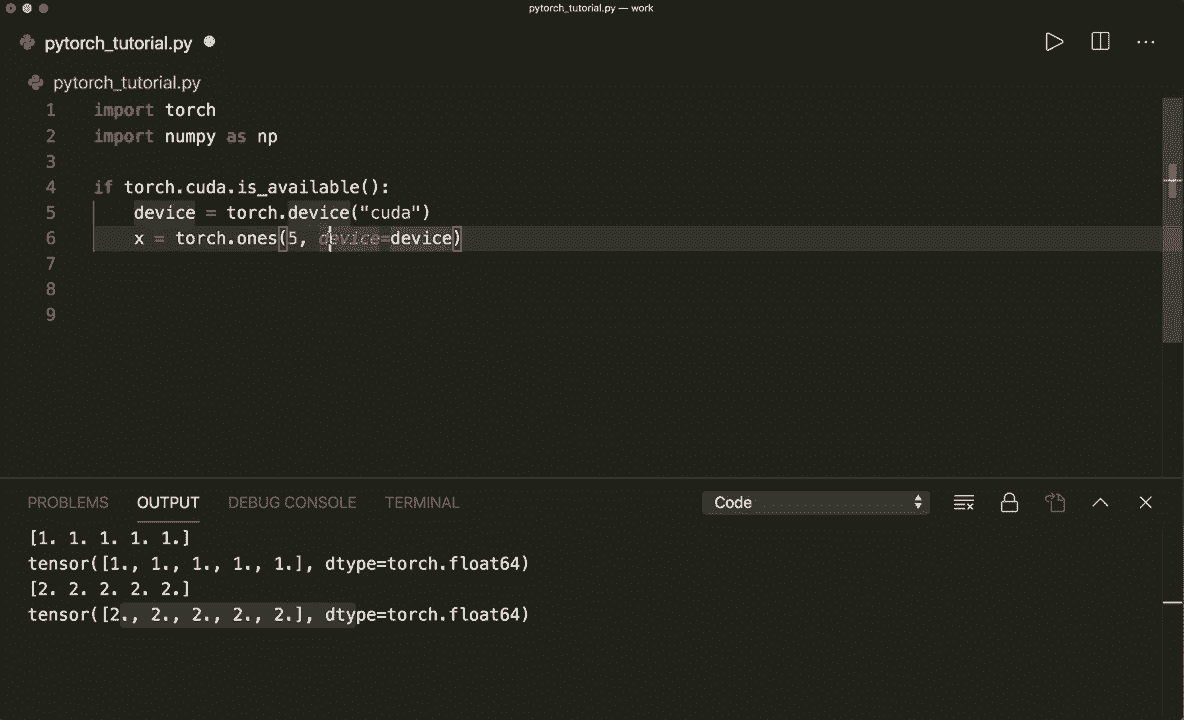 pytorch_tutorial.py — work
pytorch_tutorial.py
pytorch_tutorial.py
1 import torch
2 import numpy as np
3
4 if torch.cuda.is_available():
5 device = torch.device("cuda")
6 x = torch.ones(5, device=device)
7
8
9
PROBLEMS OUTPUT DEBUG CONSOLE TERMINAL Code
[1. 1. 1. 1. 1.]
tensor([1., 1., 1., 1., 1.], dtype=torch.float64)
[2. 2. 2. 2. 2.]
tensor([2., 2., 2., 2., 2.], dtype=torch.float64)